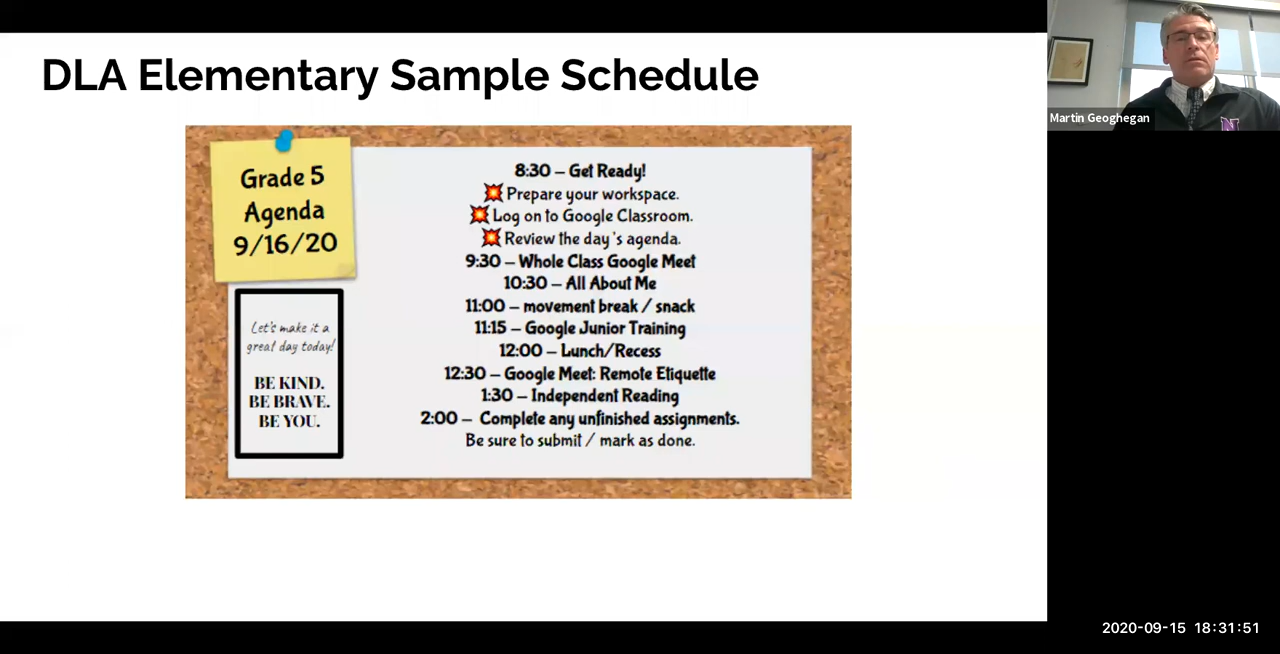 DLA Elementary Sample Schedule
Martin Geoghegan
Grade 5
Agenda
9/16/20
8:30 – Get Ready!
Prepare your workspace.
Log on to Google Classroom.
Review the day's agenda.
9:30 – Whole Class Google Meet
10:30 – All About Me
11:00 – movement break / snack
11:15 – Google Junior Training
12:00 – Lunch/Recess
12:30 – Google Meet: Remote Etiquette
1:30 – Independent Reading
2:00 – Complete any unfinished assignments.
Be sure to submit / mark as done.
Let's make it a
great day today!
BE KIND.
BE BRAVE.
BE YOU.
N
2020-09-15 18:31:51